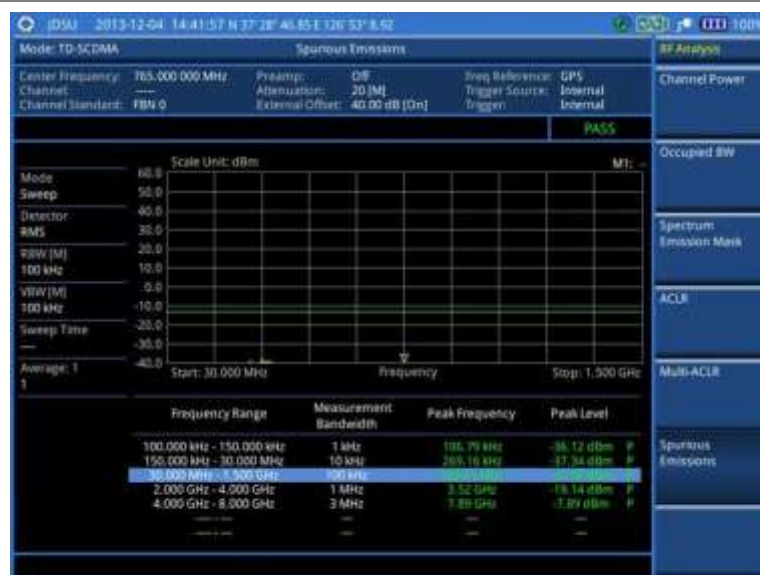 JDSU 2013-12-04 14:41:57 N 37° 28' 46.85 E 126° 53' 8.92 100%
Mode: TD-SCDMA Spurious Emissions RF Analysis
Center Frequency: 765.000 000 MHz Preamp: Off Freq Reference: GPS
Channel: ---- Attenuation: 20 [M] Trigger Source: Internal
Channel Standard: FBN 0 External Offset: 40.00 dB [On] Trigger: Internal
PASS
Channel Power
Occupied BW
Spectrum
Emission Mask
ACLR
Multi-ACLR
Spurious
Emissions
Mode
Sweep
Detector
RMS
RBW [M]
100 kHz
VBW [M]
100 kHz
Sweep Time
---
Average: 1
1
Scale Unit: dBm M1: --
60.0
50.0
40.0
30.0
20.0
10.0
0.0
-10.0
-20.0
-30.0
-40.0
Start: 30.000 MHz Frequency Stop: 1.500 GHz
Frequency Range Measurement Bandwidth Peak Frequency Peak Level
100.000 kHz - 150.000 kHz 1 kHz 106.79 kHz -36.12 dBm P
150.000 kHz - 30.000 MHz 10 kHz 269.16 kHz -37.34 dBm P
30.000 MHz - 1.500 GHz 100 kHz
2.000 GHz - 4.000 GHz 1 MHz 3.52 GHz -19.14 dBm P
4.000 GHz - 8.000 GHz 3 MHz 7.89 GHz -7.89 dBm P
---- -- ---- -- -- --
---- -- ---- -- -- --